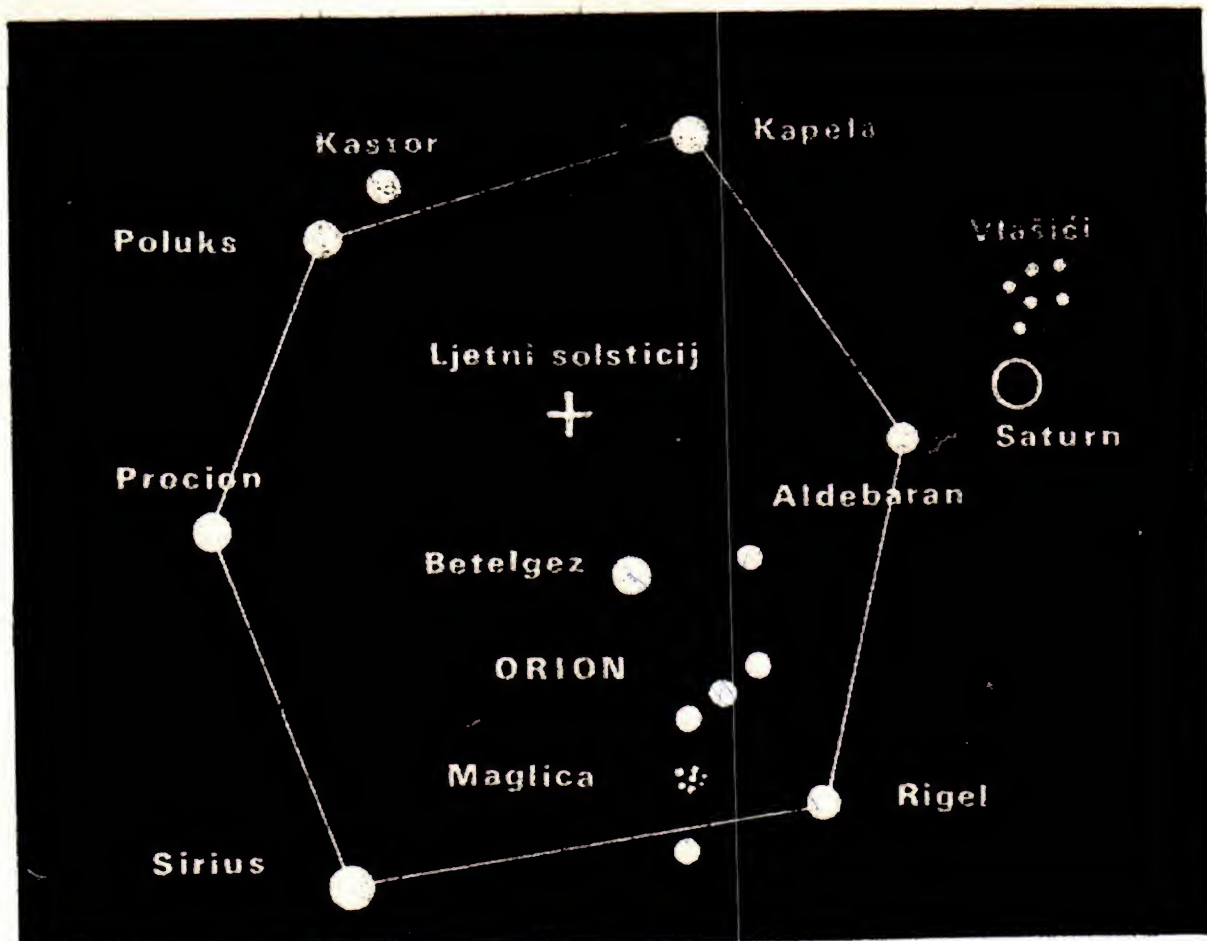 Kastor
Kapela
Poluks
Vlašići
Ljetni solsticij
Saturn
Procion
Aldebaran
Betelgez
ORION
Maglica
Rigel
Sirius